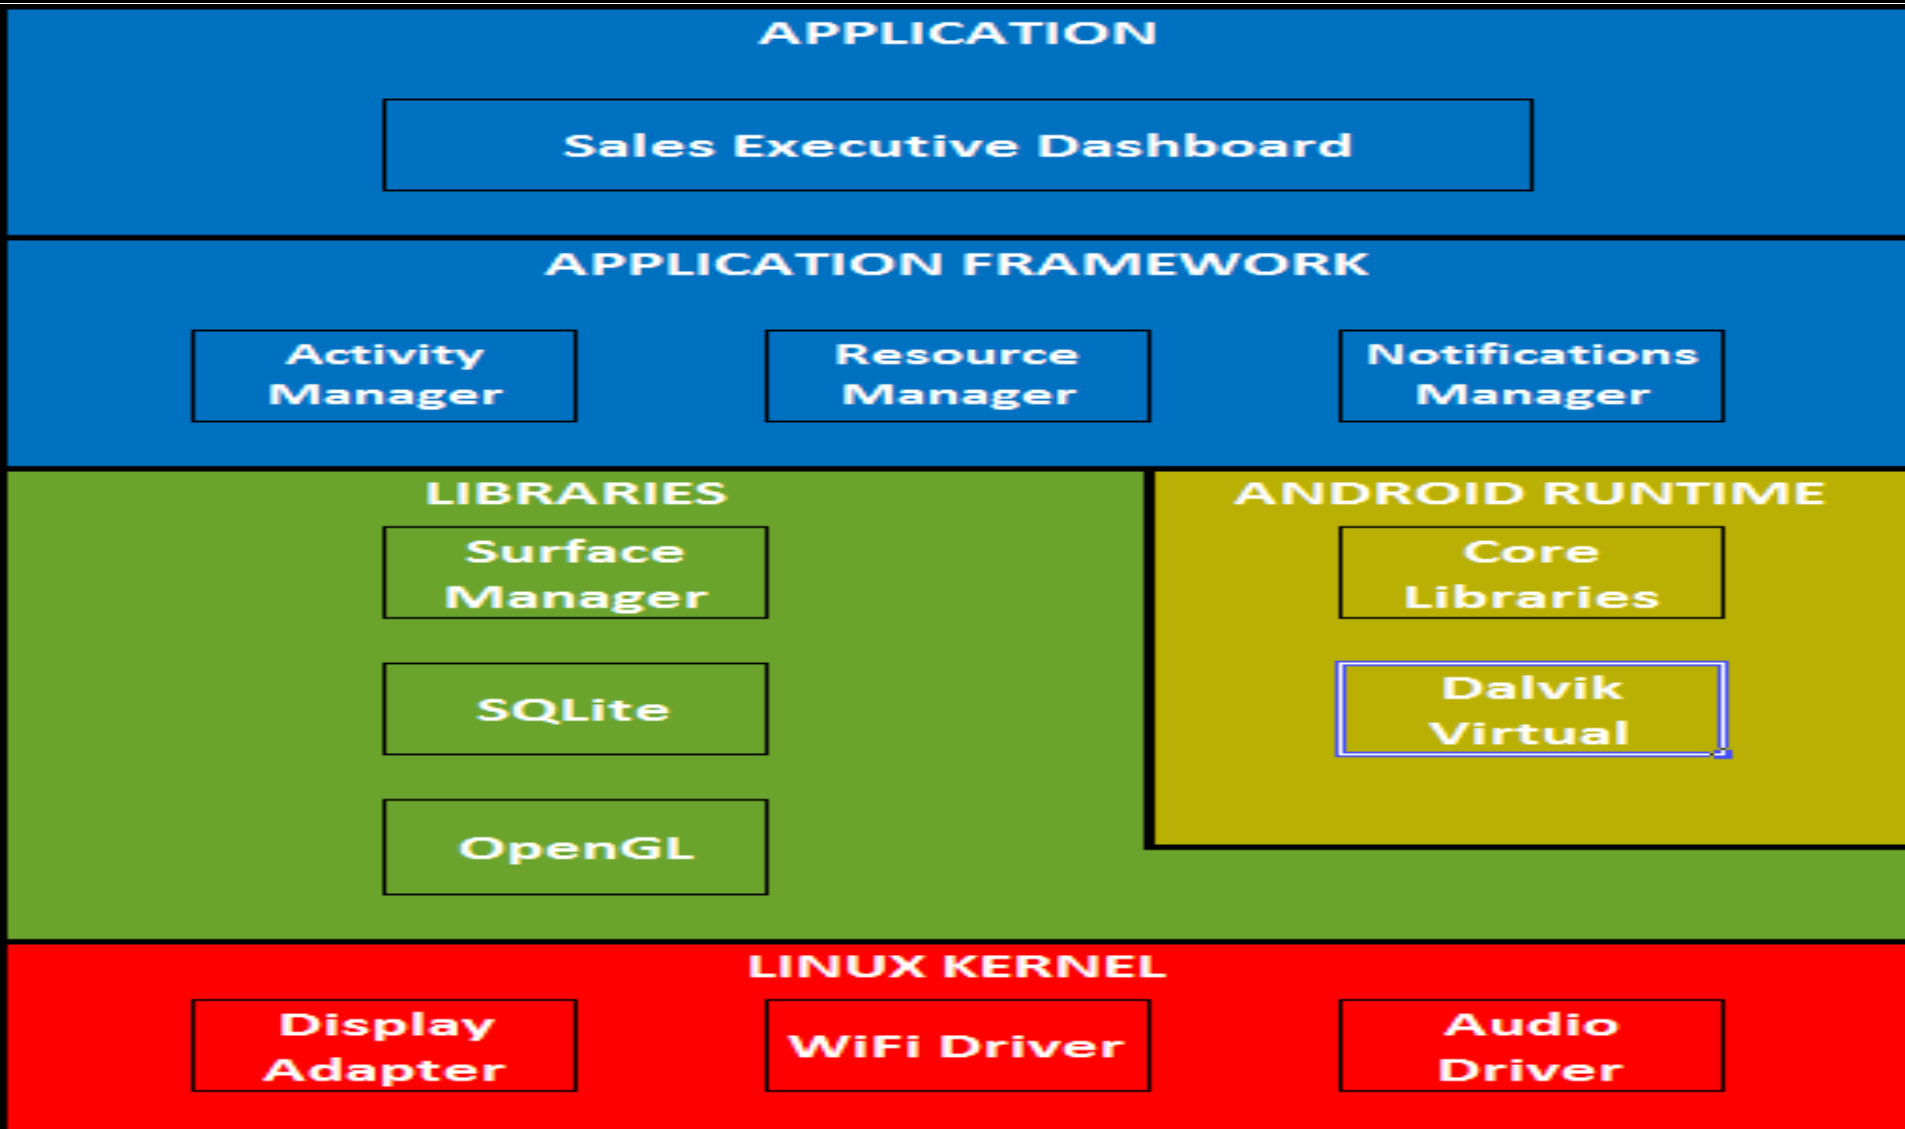 APPLICATION
Sales Executive Dashboard
APPLICATION FRAMEWORK
Activity
Manager
Resource
Manager
Notifications
Manager
LIBRARIES
Surface
Manager
SQLite
OpenGL
ANDROID RUNTIME
Core
Libraries
Dalvik
Virtual
LINUX KERNEL
Display
Adapter
WiFi Driver
Audio
Driver